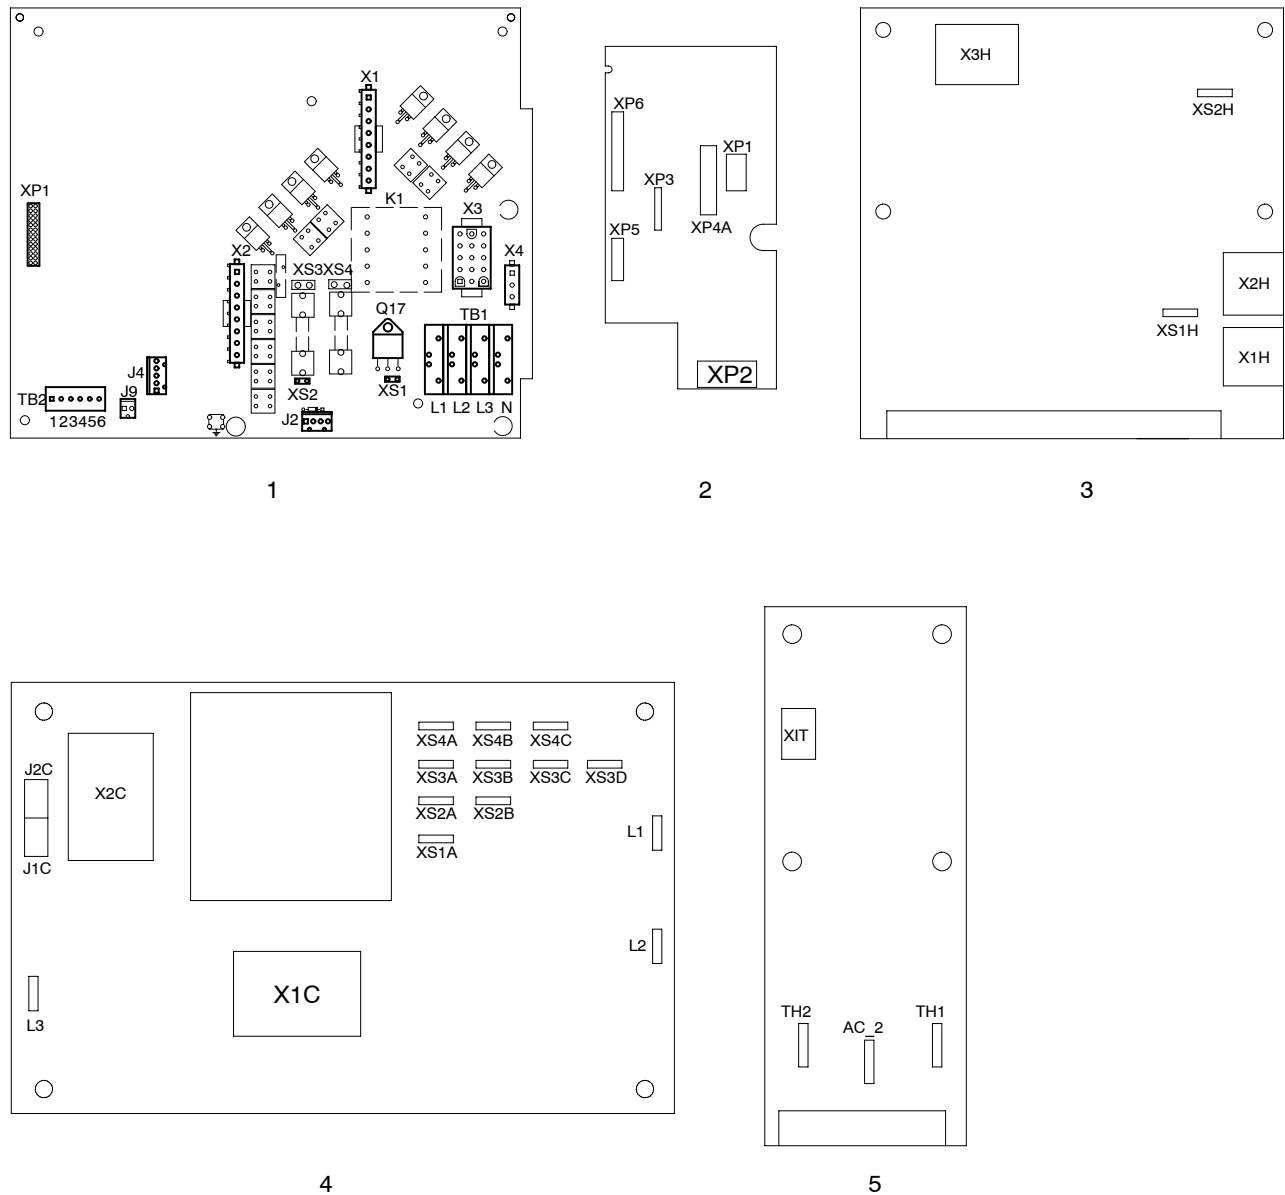 X1
XP1
K1
X3
X2
X4
XS3 XS4
Q17
TB1
J4
J9
TB2
123456
XS2
XS1
J2
L1 L2 L3 N
1
XP6
XP1
XP3
XP4A
XP5
XP2
2
X3H
XS2H
X2H
XS1H
X1H
3
XS4A XS4B XS4C
J2C
X2C
XS3A XS3B XS3C XS3D
XS2A XS2B
L1
XS1A
J1C
L2
X1C
L3
4
XIT
TH2
AC_2
TH1
5